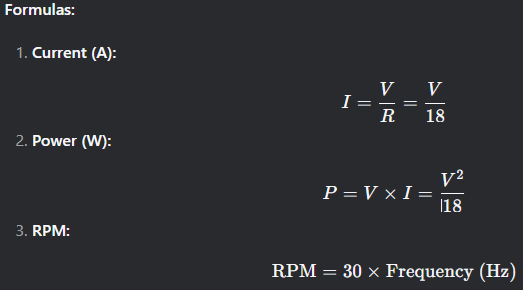 Formulas:
1. Current (A):
I = V/R = V/18
2. Power (W):
P = V × I = V²/18
3. RPM:
RPM = 30 × Frequency (Hz)